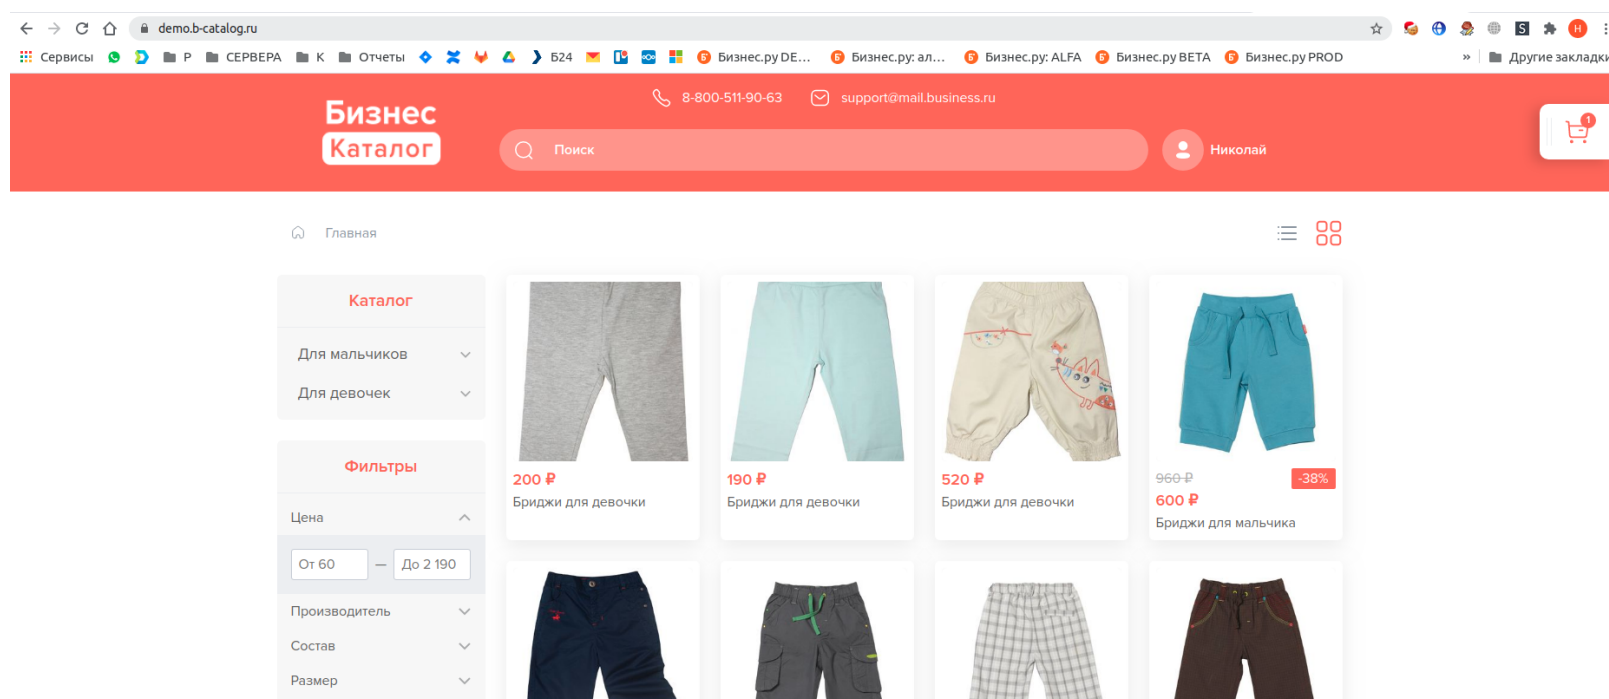 demo.b-catalog.ru
Сервисы Р СЕРВЕРА К Отчеты Б24 Бизнес.ру DE... Бизнес.ру: ал... Бизнес.ру: ALFA Бизнес.ру BETA Бизнес.ру PROD » Другие закладки
8-800-511-90-63 support@mail.business.ru
Бизнес
Каталог
Поиск
Николай
1
Главная
Каталог
Для мальчиков
Для девочек
Фильтры
Цена
От 60 — До 2 190
Производитель
Состав
Размер
200 ₽
Бриджи для девочки
190 ₽
Бриджи для девочки
520 ₽
Бриджи для девочки
960 ₽ -38%
600 ₽
Бриджи для мальчика